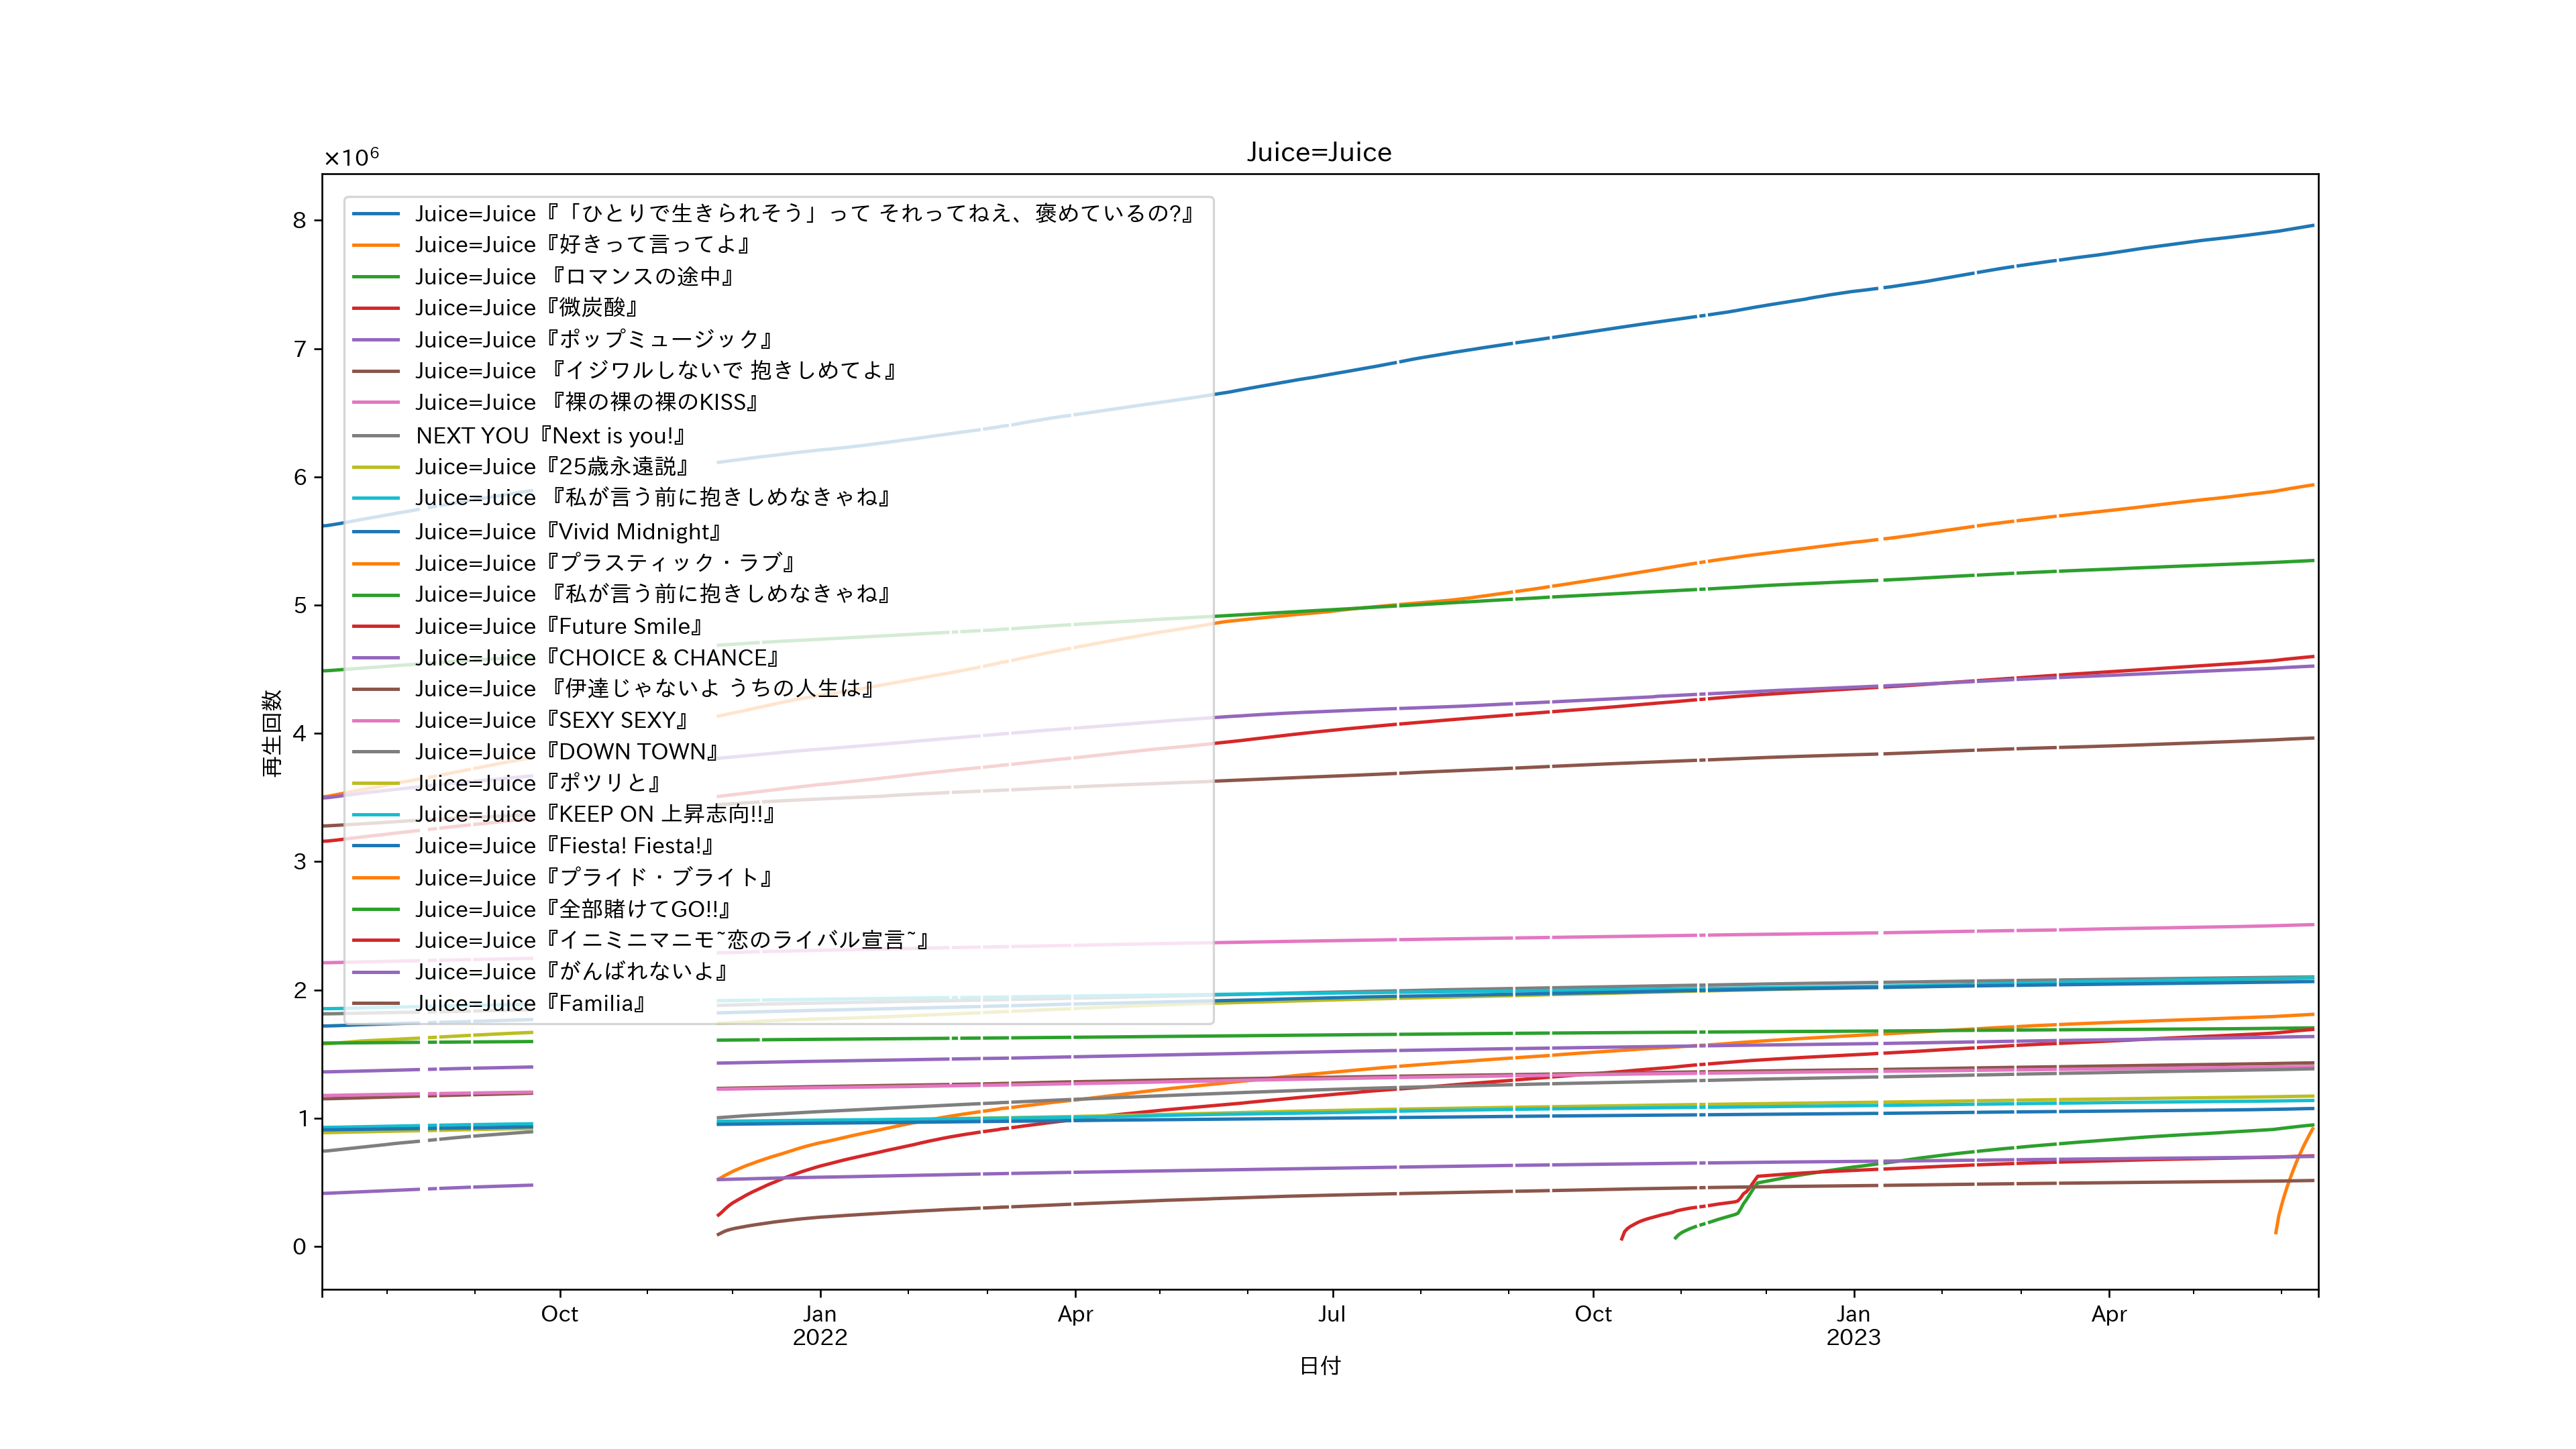 Juice=Juice
×10⁶
8
7
6
5
4
3
2
1
0
再生回数
Juice=Juice『「ひとりで生きられそう」って それってねえ、褒めているの?』
Juice=Juice『好きって言ってよ』
Juice=Juice 『ロマンスの途中』
Juice=Juice『微炭酸』
Juice=Juice『ポップミュージック』
Juice=Juice 『イジワルしないで 抱きしめてよ』
Juice=Juice 『裸の裸の裸のKISS』
NEXT YOU『Next is you!』
Juice=Juice『25歳永遠説』
Juice=Juice 『私が言う前に抱きしめなきゃね』
Juice=Juice『Vivid Midnight』
Juice=Juice『プラスティック・ラブ』
Juice=Juice 『私が言う前に抱きしめなきゃね』
Juice=Juice『Future Smile』
Juice=Juice『CHOICE & CHANCE』
Juice=Juice 『伊達じゃないよ うちの人生は』
Juice=Juice『SEXY SEXY』
Juice=Juice『DOWN TOWN』
Juice=Juice『ポツリと』
Juice=Juice『KEEP ON 上昇志向!!』
Juice=Juice『Fiesta! Fiesta!』
Juice=Juice『プライド・ブライト』
Juice=Juice『全部賭けてGO!!』
Juice=Juice『イニミニマニモ~恋のライバル宣言~』
Juice=Juice『がんばれないよ』
Juice=Juice『Familia』
Oct
Jan
2022
Apr
Jul
Oct
Jan
2023
Apr
日付